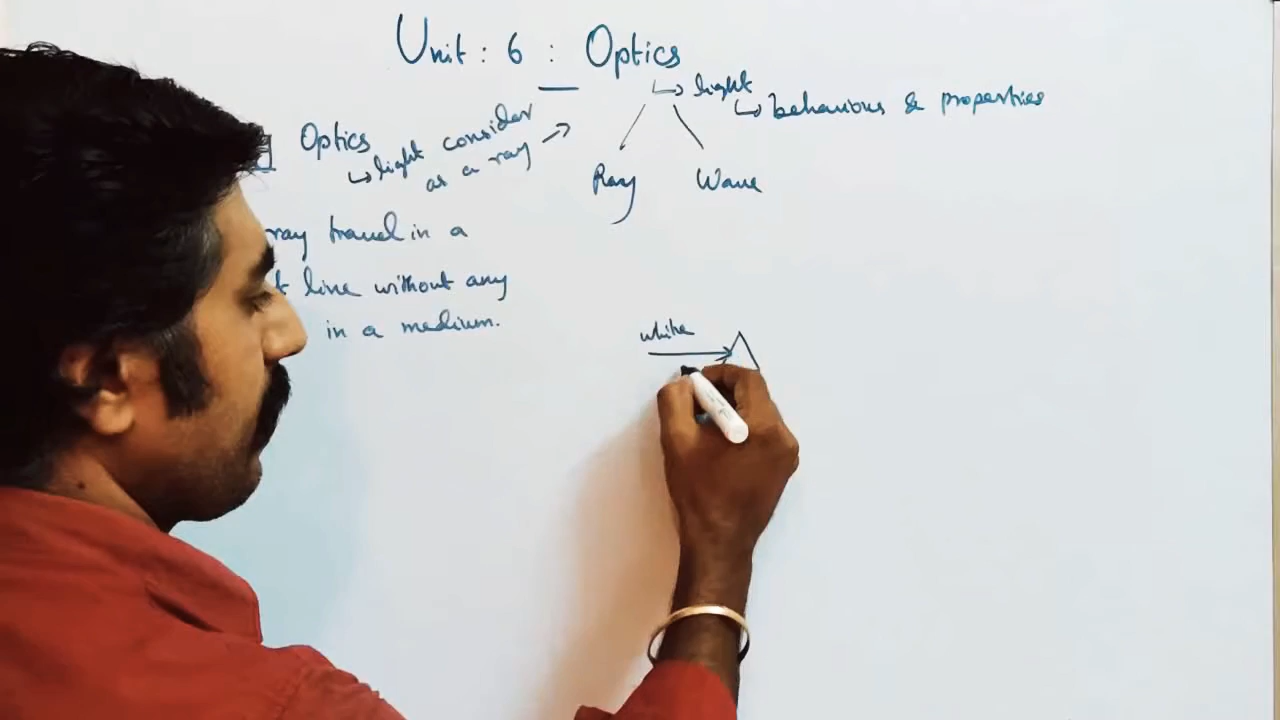 Unit : 6 : Optics
light
behaviour & properties
Optics
light consider
as a ray
Ray
Wave
ray travel in a
line without any
in a medium.
white